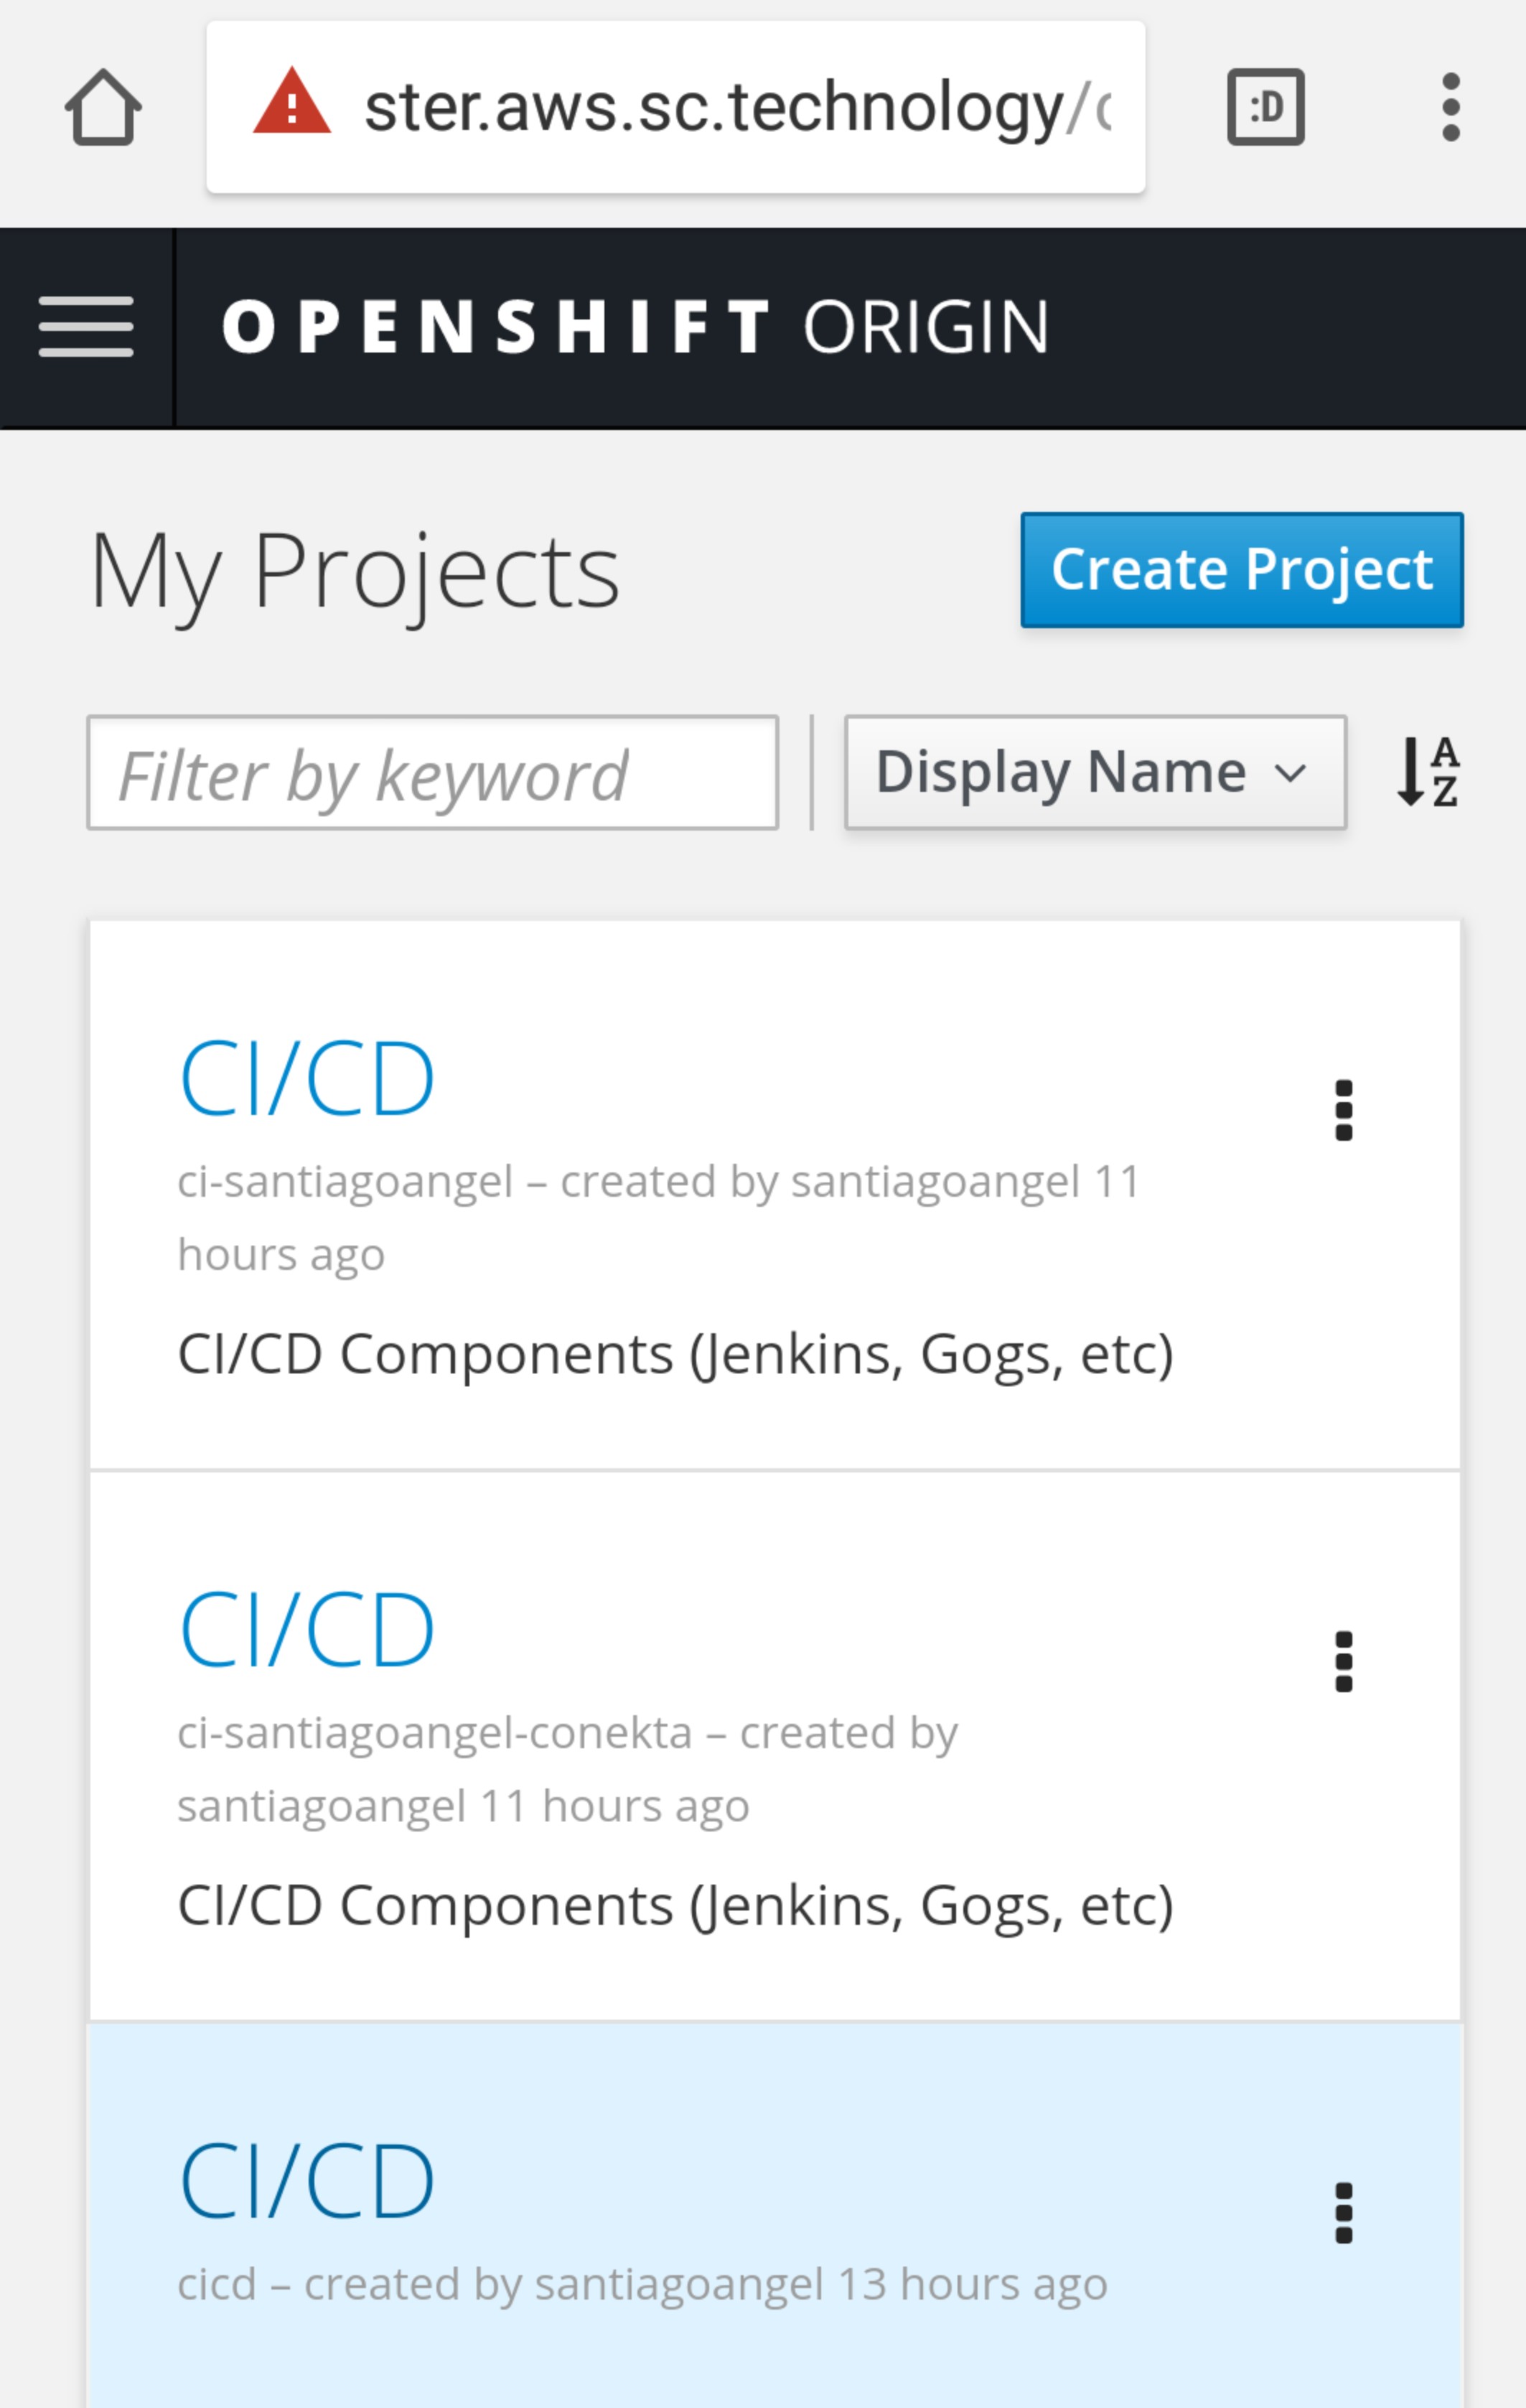 ster.aws.sc.technology/
:D
OPENSHIFT ORIGIN
My Projects
Create Project
Filter by keyword
Display Name
A
Z
CI/CD
ci-santiagoangel – created by santiagoangel 11
hours ago
CI/CD Components (Jenkins, Gogs, etc)
CI/CD
ci-santiagoangel-conekta – created by
santiagoangel 11 hours ago
CI/CD Components (Jenkins, Gogs, etc)
CI/CD
cicd – created by santiagoangel 13 hours ago